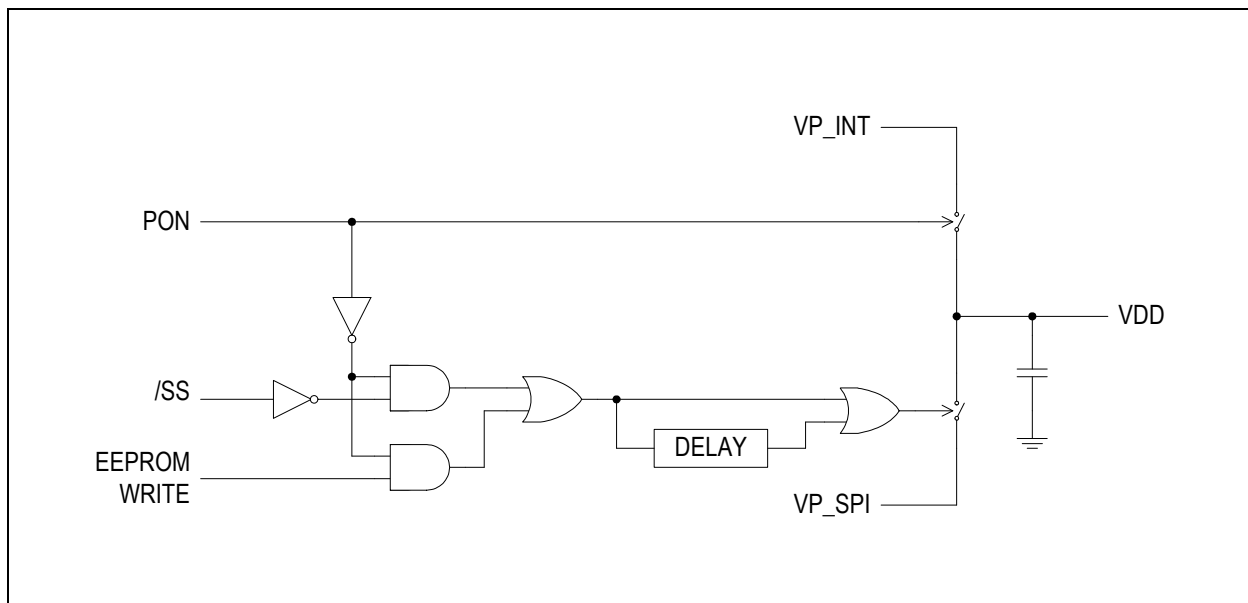 VP_INT
PON
VDD
/SS
DELAY
EEPROM
WRITE
VP_SPI